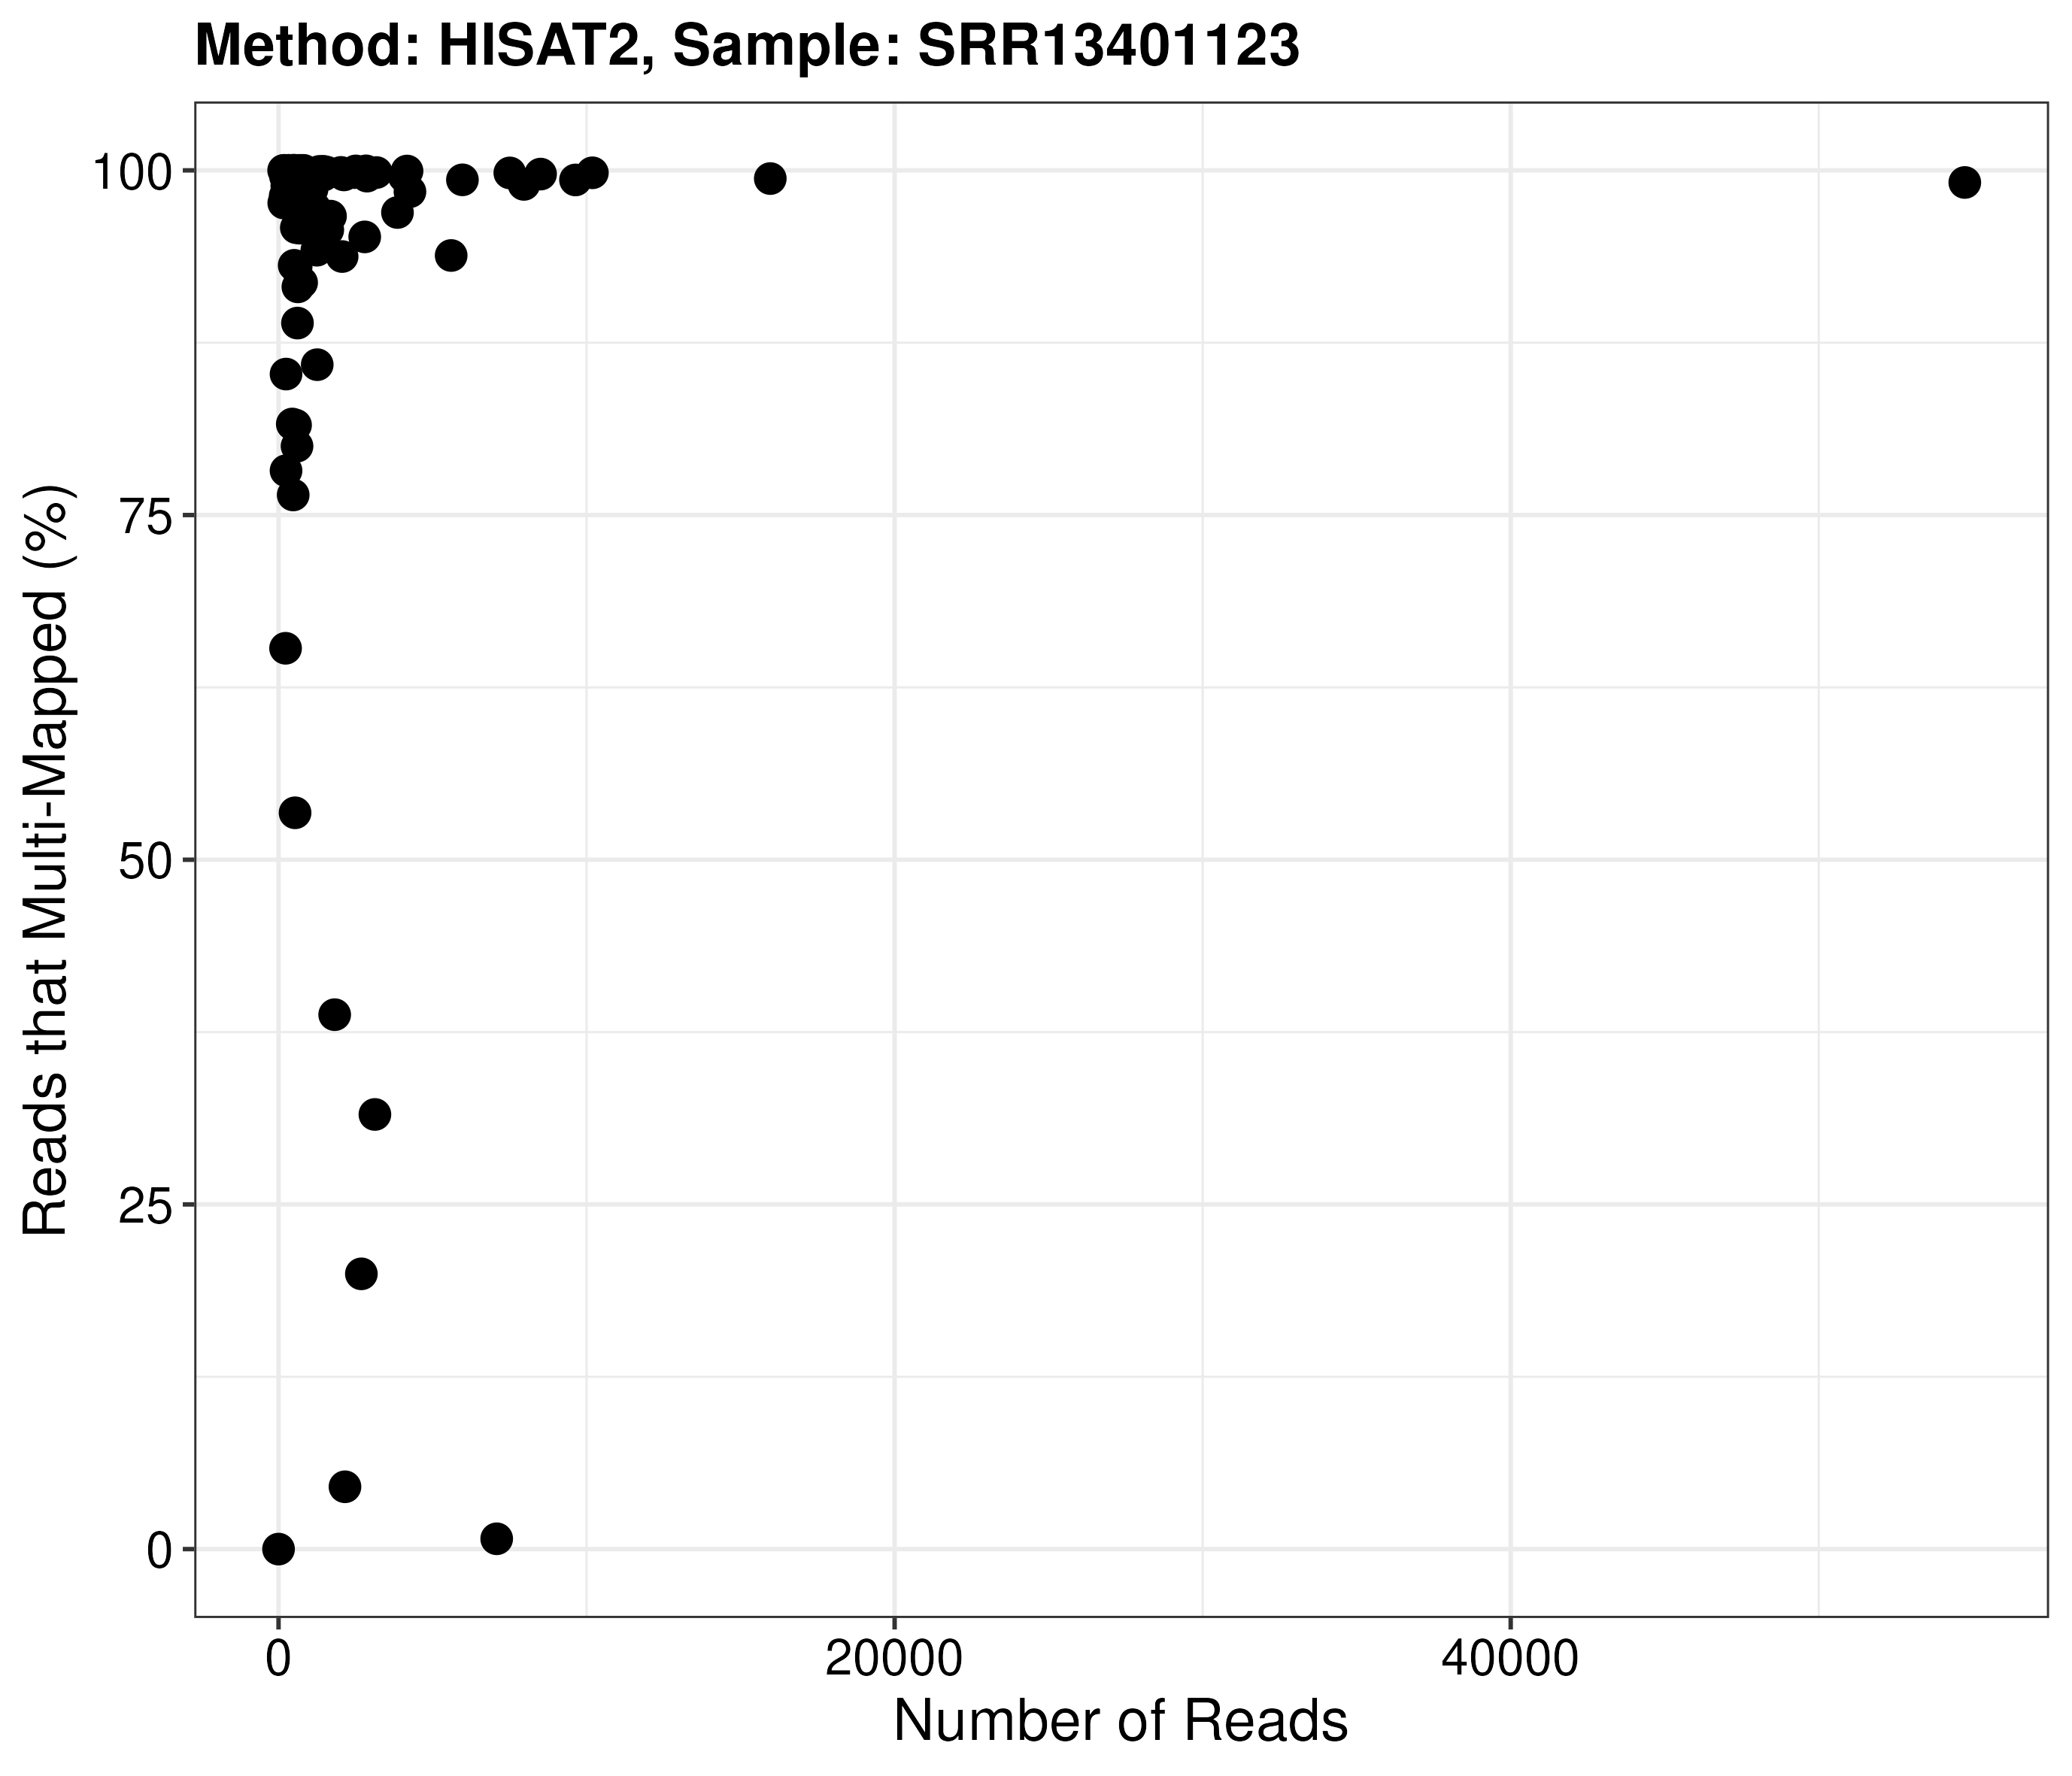 Method: HISAT2, Sample: SRR13401123
Reads that Multi-Mapped (%)
100
75
50
25
0
0 20000 40000
Number of Reads